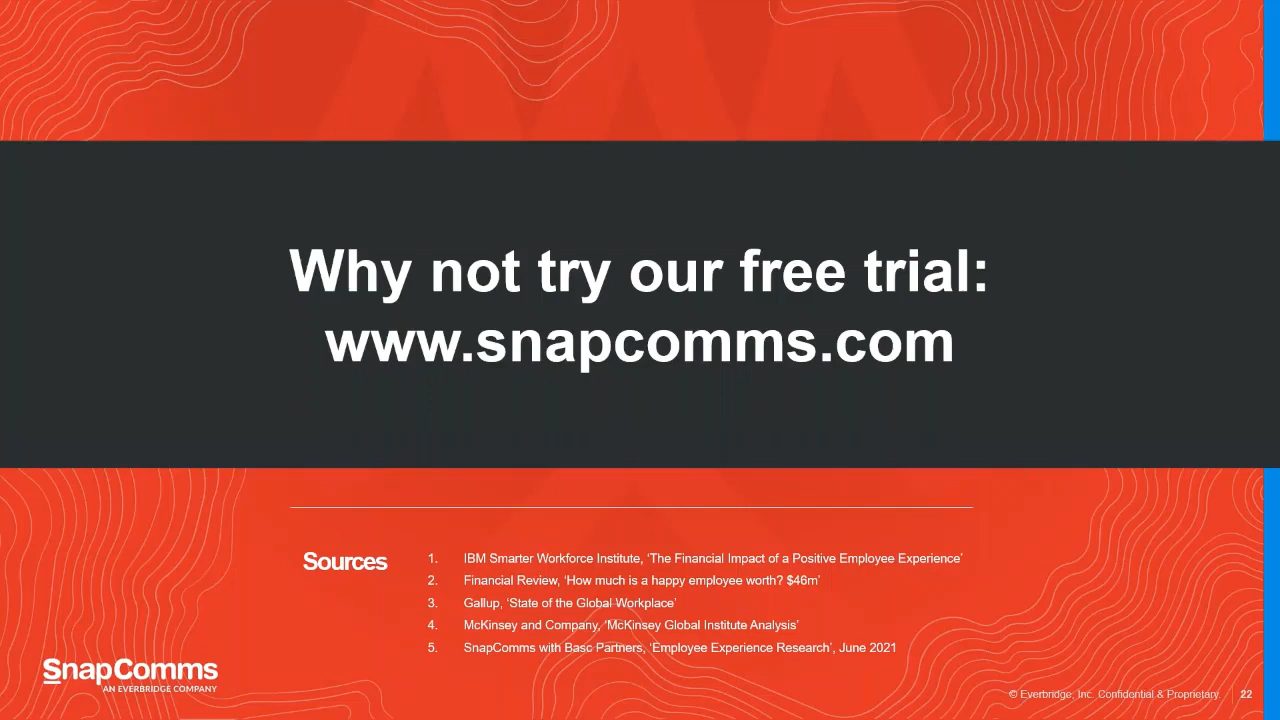 Why not try our free trial:
www.snapcomms.com
Sources
1. IBM Smarter Workforce Institute, ‘The Financial Impact of a Positive Employee Experience’
2. Financial Review, ‘How much is a happy employee worth? $46m’
3. Gallup, ‘State of the Global Workplace’
4. McKinsey and Company, ‘McKinsey Global Institute Analysis’
5. SnapComms with Basc Partners, ‘Employee Experience Research’, June 2021
SnapComms
AN EVERBRIDGE COMPANY
© Everbridge, Inc. Confidential & Proprietary. 22